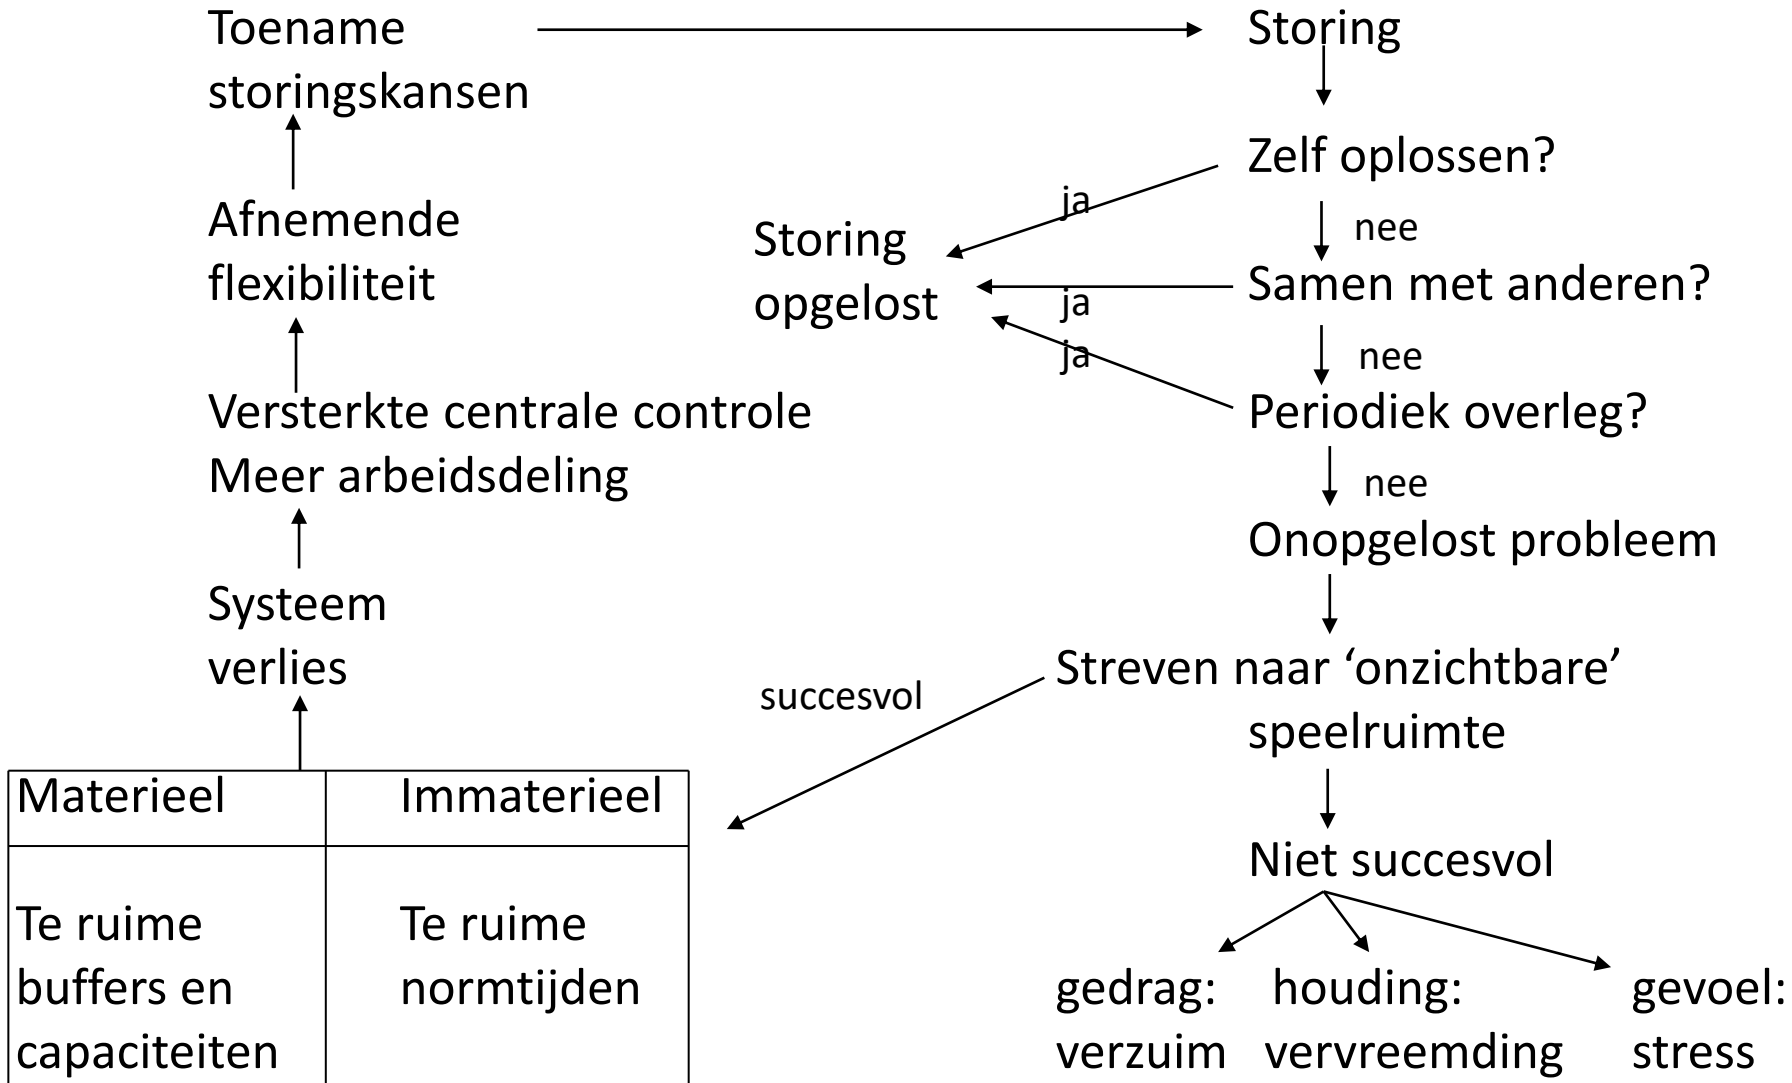 Toename
storingskansen
Afnemende
flexibiliteit
Versterkte centrale controle
Meer arbeidsdeling
Systeem
verlies
Materieel
Immaterieel
Te ruime
buffers en
capaciteiten
Te ruime
normtijden
Storing
Zelf oplossen?
ja
nee
Storing
opgelost
Samen met anderen?
ja
nee
ja
Periodiek overleg?
nee
Onopgelost probleem
Streven naar ‘onzichtbare’
speelruimte
succesvol
Niet succesvol
gedrag:
verzuim
houding:
vervreemding
gevoel:
stress